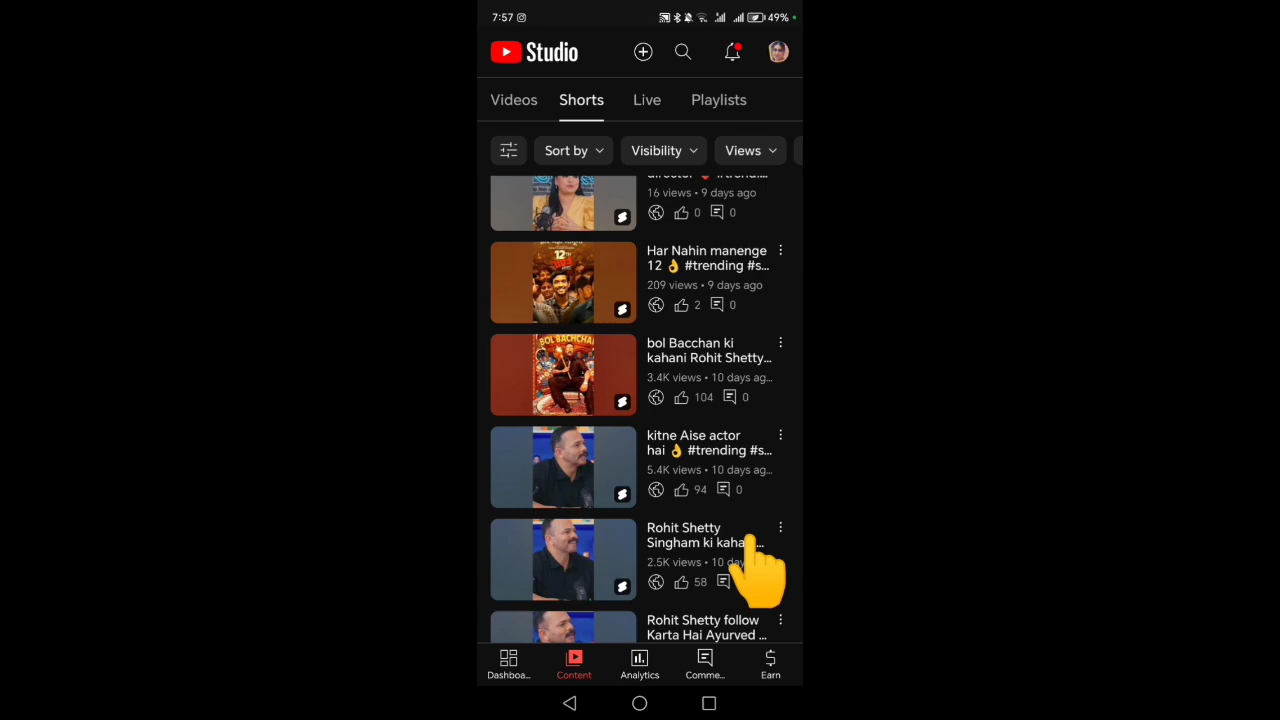 7:57
49%
Studio
Videos Shorts Live Playlists
Sort by Visibility Views
16 views • 9 days ago
0 0
Har Nahin manenge
12 👌 #trending #s...
209 views • 9 days ago
2 0
12TH
bol Bacchan ki
kahani Rohit Shetty...
3.4K views • 10 days ag...
104 0
BOL BACHCHAN
kitne Aise actor
hai 👌 #trending #s...
5.4K views • 10 days ag...
94 0
Rohit Shetty
Singham ki kaha...
2.5K views • 10 day
58
Rohit Shetty follow
Karta Hai Ayurved ...
Dashboa... Content Analytics Comme... Earn